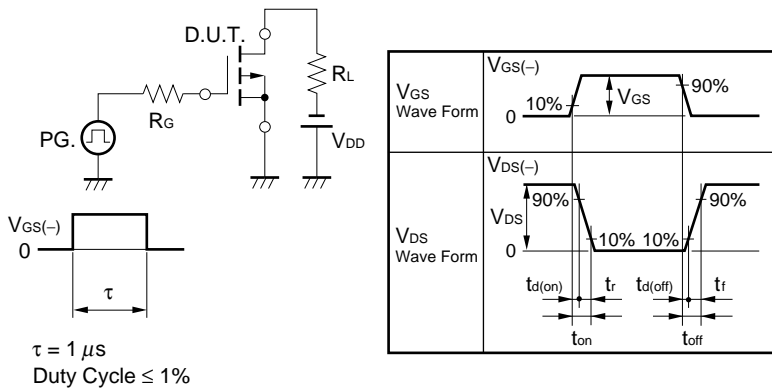 D.U.T.
RL
RG
PG.
VDD
VGS(−)
0
τ
τ = 1 μs
Duty Cycle ≤ 1%
VGS
Wave Form
VGS(−)
10%
VGS
90%
0
VDS
Wave Form
VDS(−)
VDS
90%
90%
10% 10%
0
td(on) tr td(off) tf
ton toff